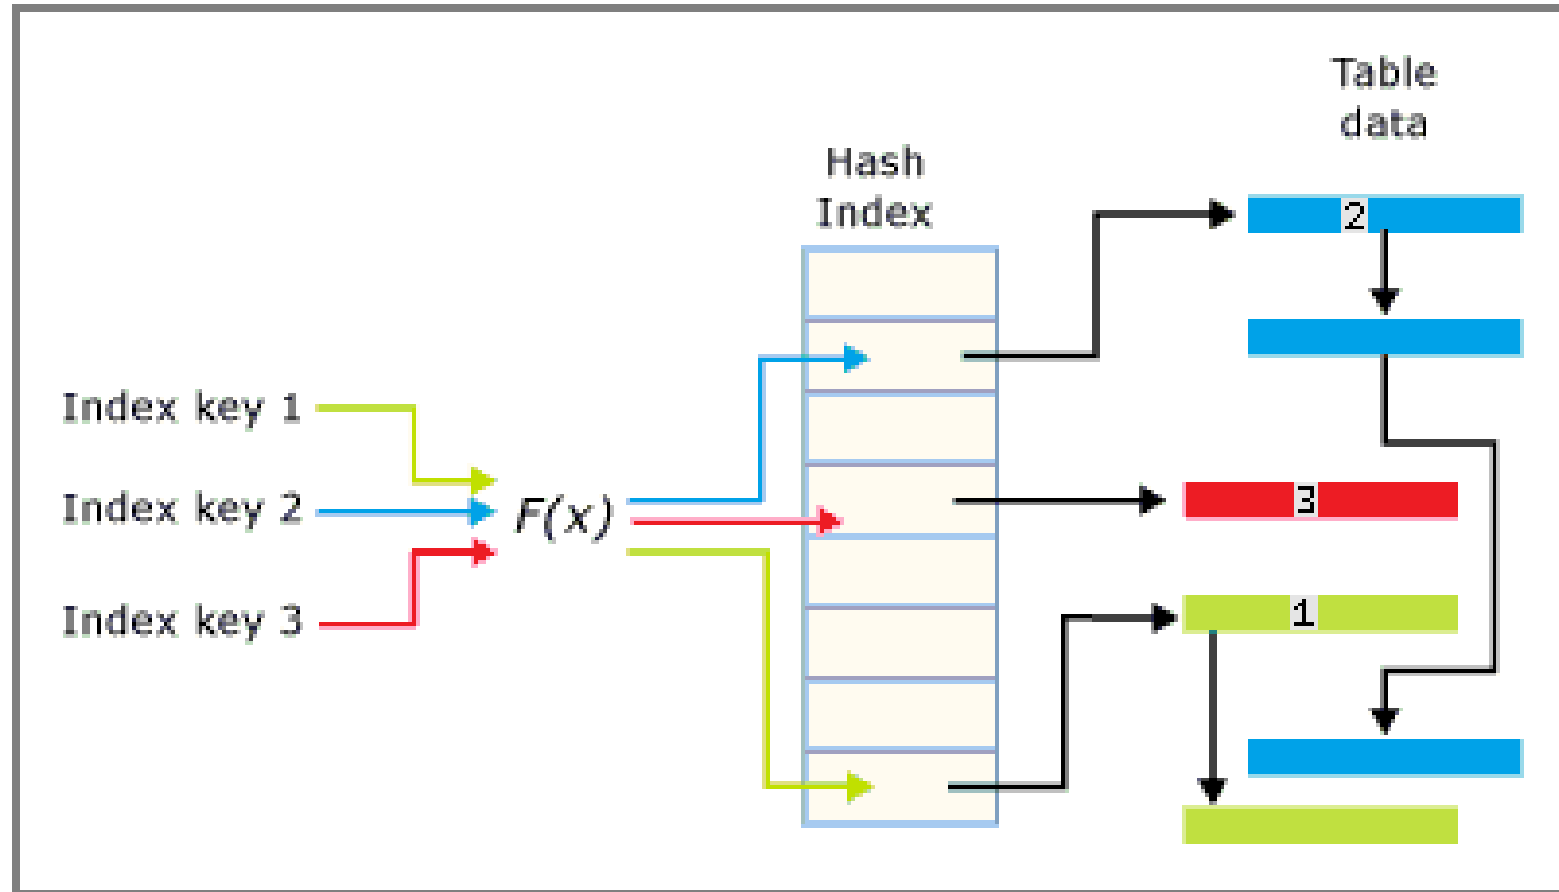 Table
data
Hash
Index
2
Index key 1
Index key 2
F(x)
3
Index key 3
1